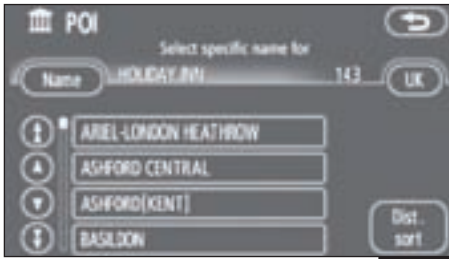 POI
Select specific name for
Name HOLIDAY INN 143 UK
ARIEL-LONDON HEATHROW
ASHFORD CENTRAL
ASHFORD[KENT]
BASILDON
Dist. sort